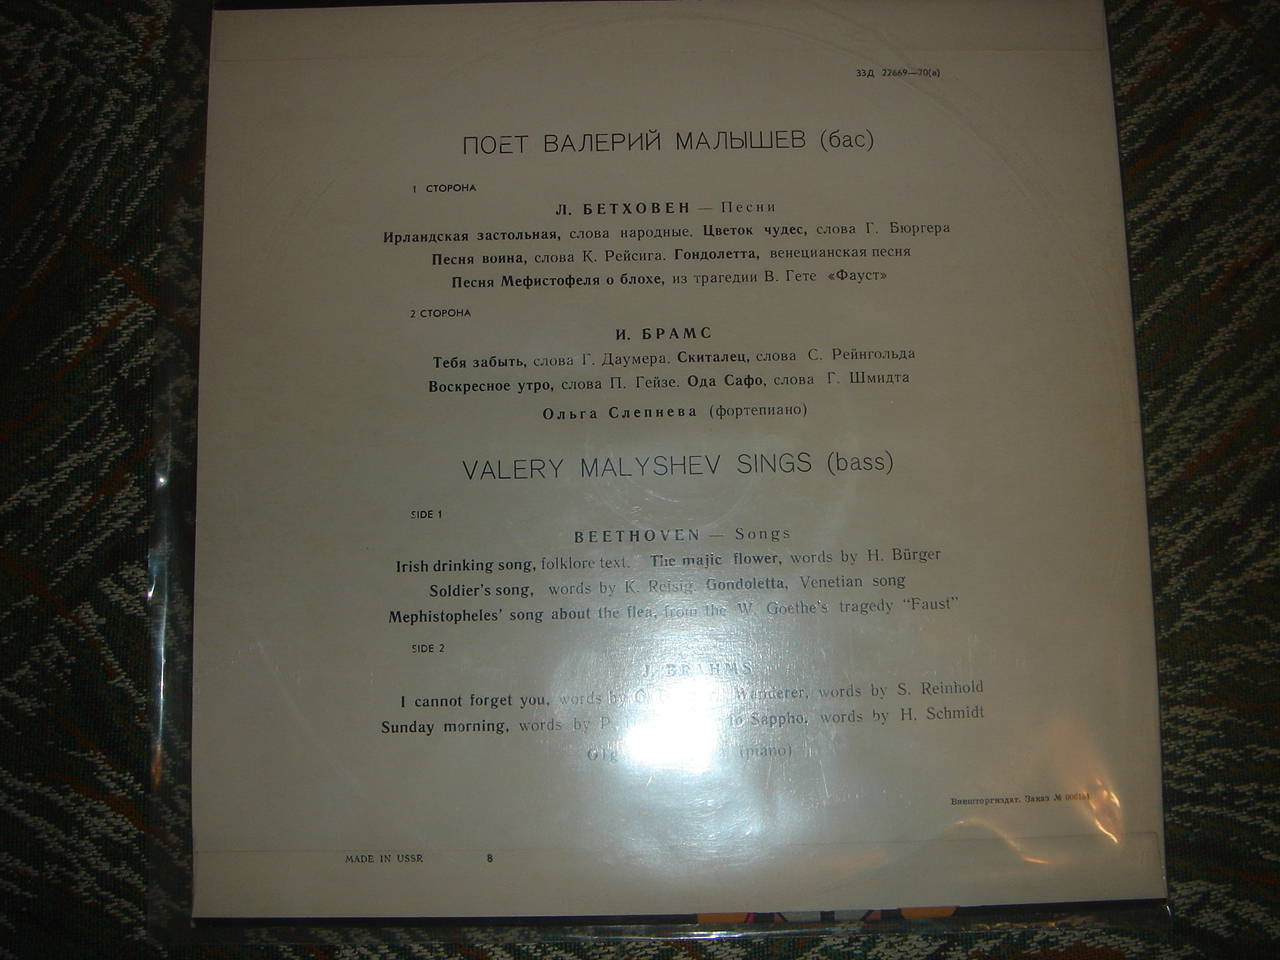 33Д 22669—70(а)
ПОЕТ ВАЛЕРИЙ МАЛЫШЕВ (бас)
1 СТОРОНА
Л. БЕТХОВЕН — Песни
Ирландская застольная, слова народные. Цветок чудес, слова Г. Бюргера
Песня воина, слова К. Рейсига. Гондолетта, венецианская песня
Песня Мефистофеля о блохе, из трагедии В. Гете «Фауст»
2 СТОРОНА
И. БРАМС
Тебя забыть, слова Г. Даумера. Скиталец, слова С. Рейнгольда
Воскресное утро, слова П. Гейзе. Ода Сафо, слова Г. Шмидта
Ольга Слепнева (фортепиано)
VALERY MALYSHEV SINGS (bass)
SIDE 1
BEETHOVEN — Songs
Irish drinking song, folklore text. The majic flower, words by H. Bürger
Soldier's song, words by K. Reisig. Gondoletta, Venetian song
Mephistopheles' song about the flea, from the W. Goethe's tragedy "Faust"
SIDE 2
J. BRAHMS
I cannot forget you, words by Wanderer, words by S. Reinhold
Sunday morning, words by P. to Sappho, words by H. Schmidt
(piano)
Внешторгиздат. Заказ №
MADE IN USSR 8